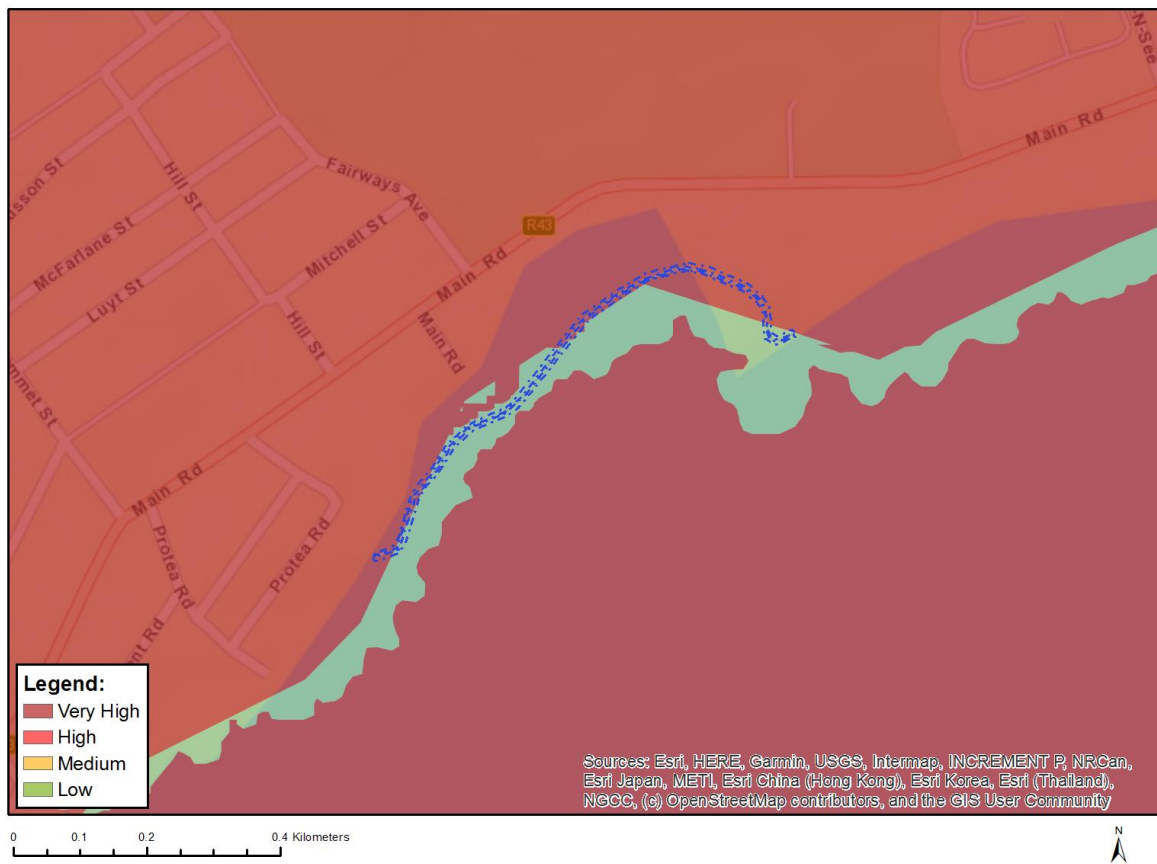 N-See
Main Rd
Fairways Ave
Hill St
McFarlane St
Mitchell St
R43
Luyt St
Main Rd
Hill St
Main Rd
Main Rd
Protea Rd
Protea Rd
Rd
Legend:
Very High
High
Medium
Low
Sources: Esri, HERE, Garmin, USGS, Intermap, INCREMENT P, NRCan,
Esri Japan, METI, Esri China (Hong Kong), Esri Korea, Esri (Thailand),
NGCC, (c) OpenStreetMap contributors, and the GIS User Community
0 0.1 0.2 0.4 Kilometers
N